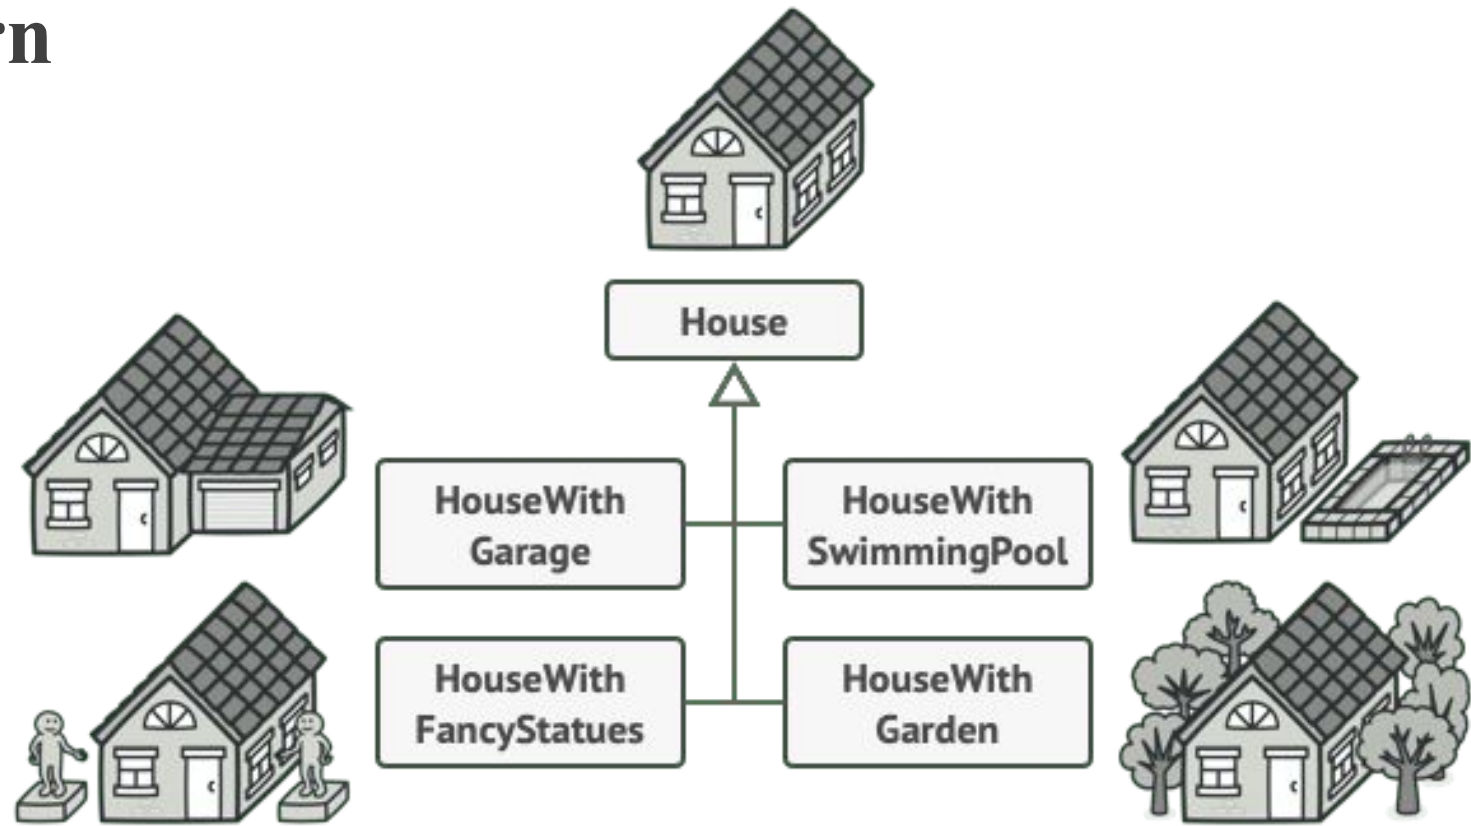 rn
House
HouseWith
Garage
HouseWith
SwimmingPool
HouseWith
FancyStatues
HouseWith
Garden